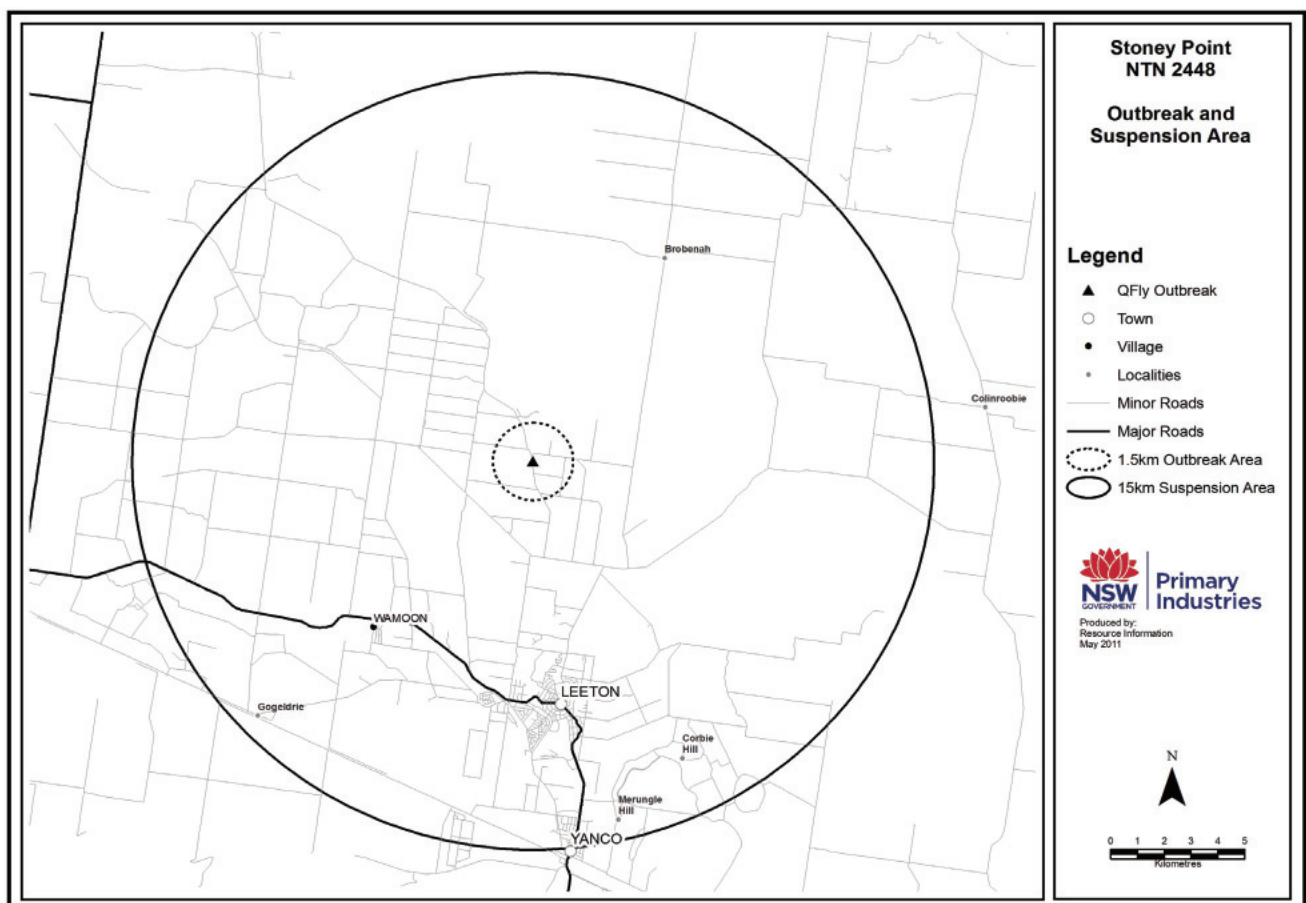 Stoney Point
NTN 2448
Outbreak and
Suspension Area
Brobenah
Colinroobie
WAMOON
LEETON
Gogeldrie
Corbie
Hill
Merungle
Hill
YANCO
Legend
QFly Outbreak
Town
Village
Localities
Minor Roads
Major Roads
1.5km Outbreak Area
15km Suspension Area
NSW
GOVERNMENT
Primary
Industries
Produced by:
Resource Information
May 2011
N
0 1 2 3 4 5
Kilometres